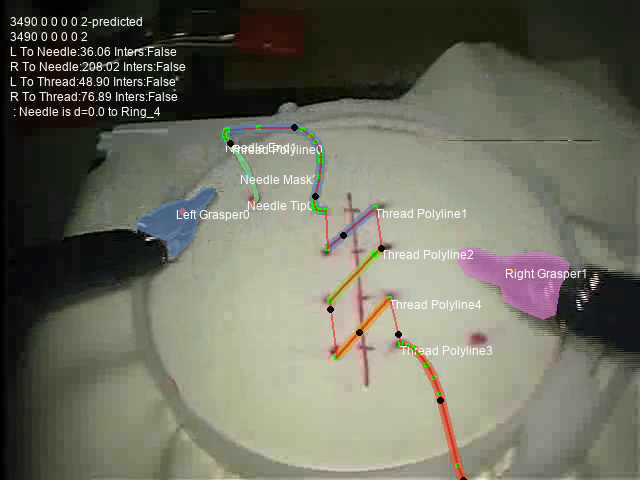 3490 0 0 0 0 2-predicted
3490 0 0 0 0 2
L To Needle:36.06 Inters:False
R To Needle:208.02 Inters:False
L To Thread:48.90 Inters:False
R To Thread:76.89 Inters:False
: Needle is d=0.0 to Ring_4
Needle End1
Thread Polyline0
Needle Mask
Needle Tip0
Left Grasper0
Thread Polyline1
Thread Polyline2
Right Grasper1
Thread Polyline4
Thread Polyline3